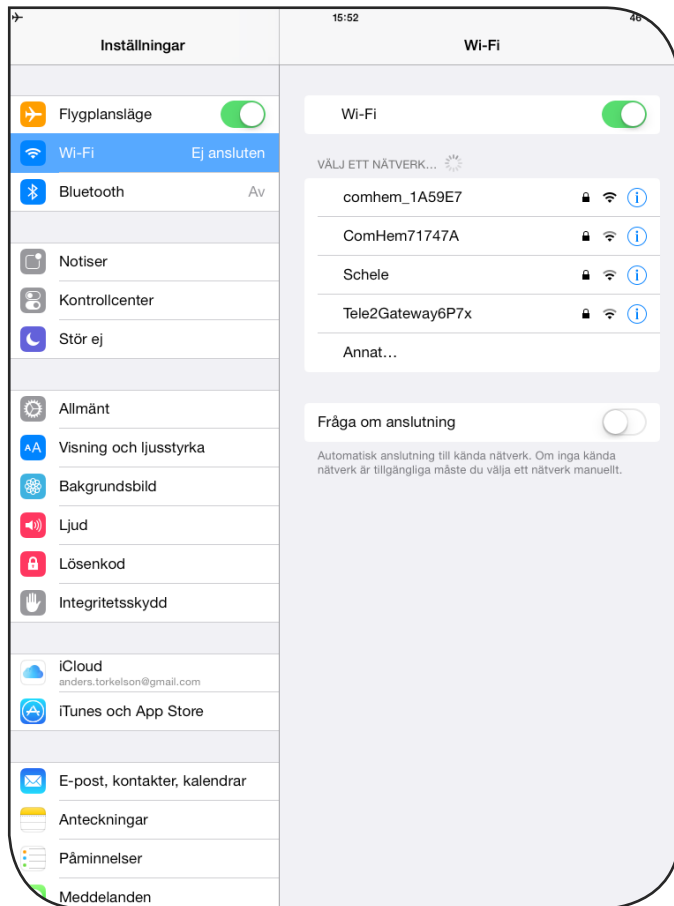 15:52
46
Inställningar
Wi-Fi
Flygplansläge
Wi-Fi Ej ansluten
Bluetooth Av
Notiser
Kontrollcenter
Stör ej
Allmänt
AA Visning och ljusstyrka
Bakgrundsbild
Ljud
Lösenkod
Integritetsskydd
iCloud
anders.torkelson@gmail.com
iTunes och App Store
E-post, kontakter, kalendrar
Anteckningar
Påminnelser
Meddelanden
Wi-Fi
VÄLJ ETT NÄTVERK...
comhem_1A59E7
ComHem71747A
Schele
Tele2Gateway6P7x
Annat...
Fråga om anslutning
Automatisk anslutning till kända nätverk. Om inga kända
nätverk är tillgängliga måste du välja ett nätverk manuellt.